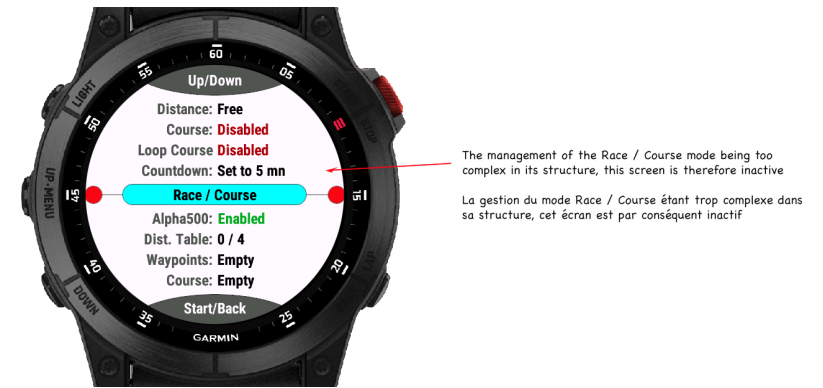 60
55
05
LIGHT
Up/Down
50
STOP
Distance: Free
Course: Disabled
Loop Course Disabled
Countdown: Set to 5 mn
UP·MENU
45
Race / Course
15
Alpha500: Enabled
Dist. Table: 0 / 4
Waypoints: Empty
Course: Empty
40
20
LAP
DOWN
Start/Back
35
25
GARMIN
The management of the Race / Course mode being too
complex in its structure, this screen is therefore inactive
La gestion du mode Race / Course étant trop complexe dans
sa structure, cet écran est par conséquent inactif